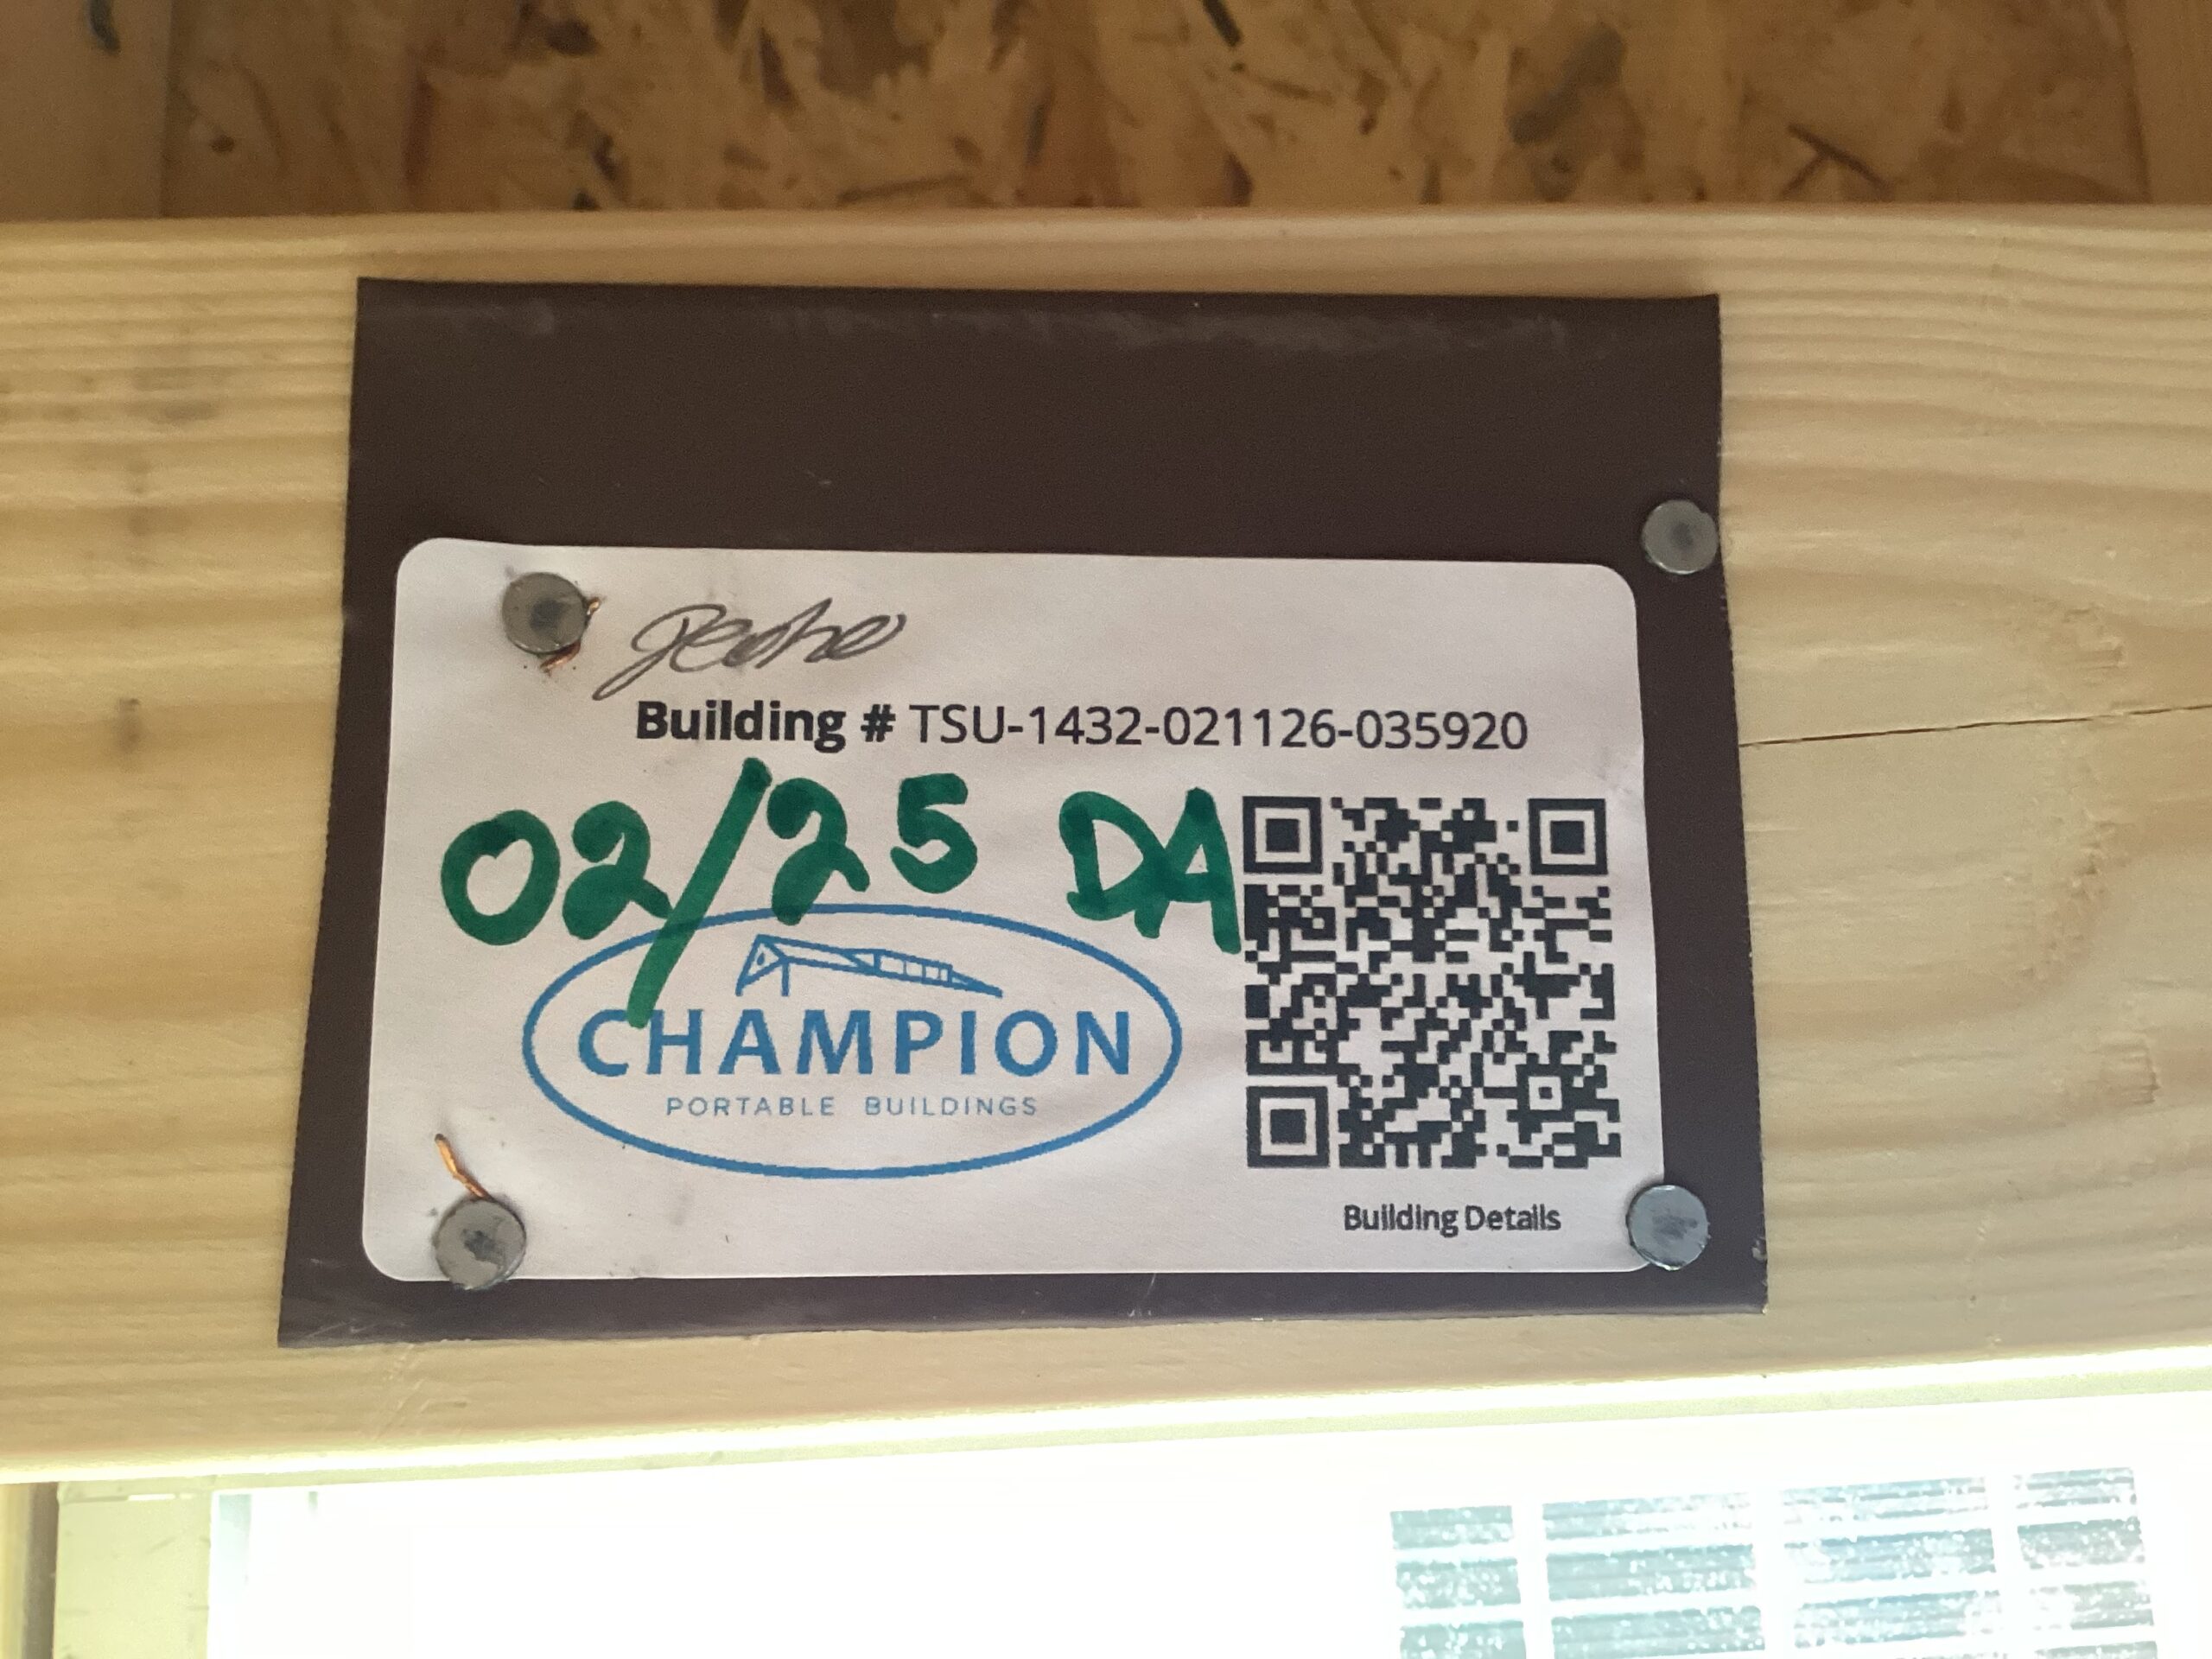 Building # TSU-1432-021126-035920
02/25 DA
CHAMPION
PORTABLE BUILDINGS
Building Details